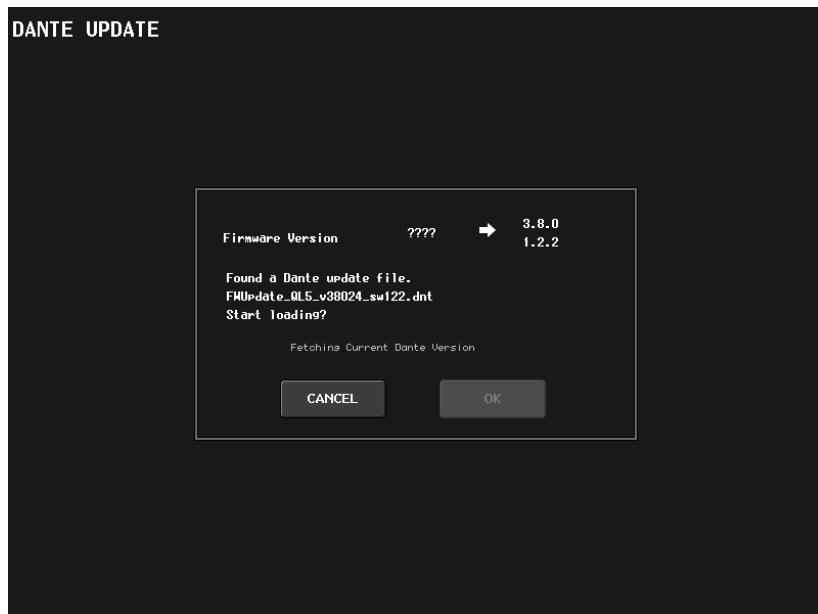 DANTE UPDATE
Firmware Version ???? 3.8.0
1.2.2
Found a Dante update file.
FWUpdate_QL5_v38024_sw122.dnt
Start loading?
Fetching Current Dante Version
CANCEL OK